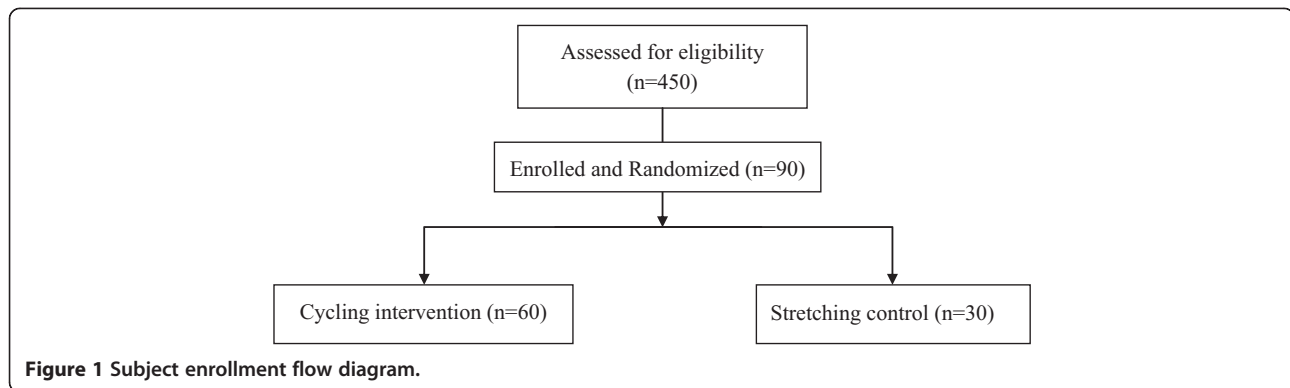 Assessed for eligibility
(n=450)
Enrolled and Randomized (n=90)
Cycling intervention (n=60)
Stretching control (n=30)
Figure 1 Subject enrollment flow diagram.